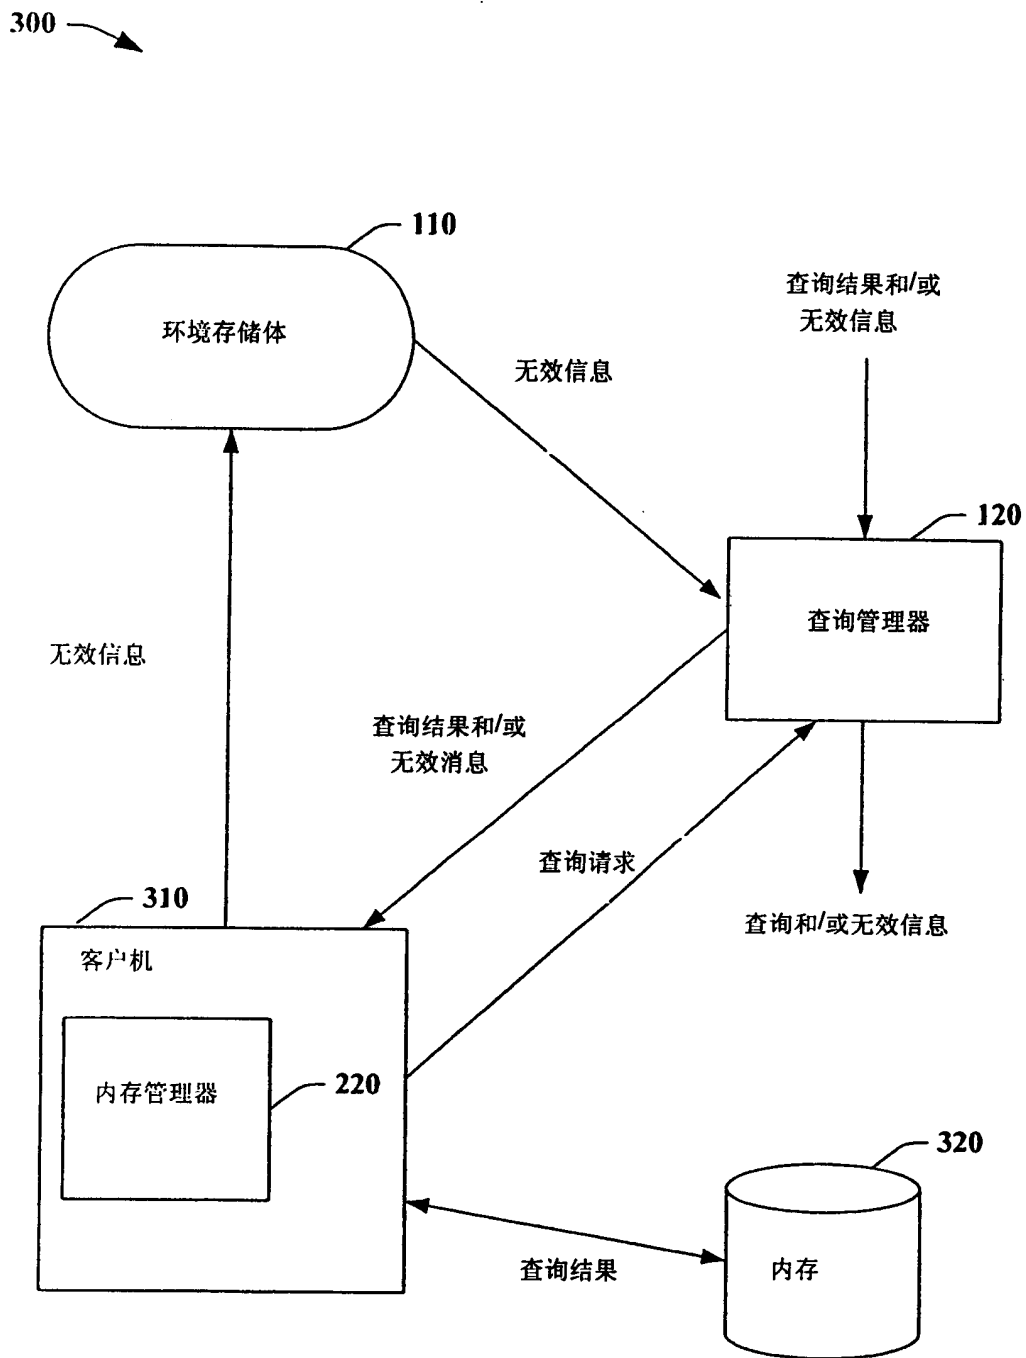 300
110
环境存储体
查询结果和/或
无效信息
无效信息
120
查询管理器
无效信息
查询结果和/或
无效消息
查询请求
310
客户机
查询和/或无效信息
内存管理器
220
320
查询结果
内存